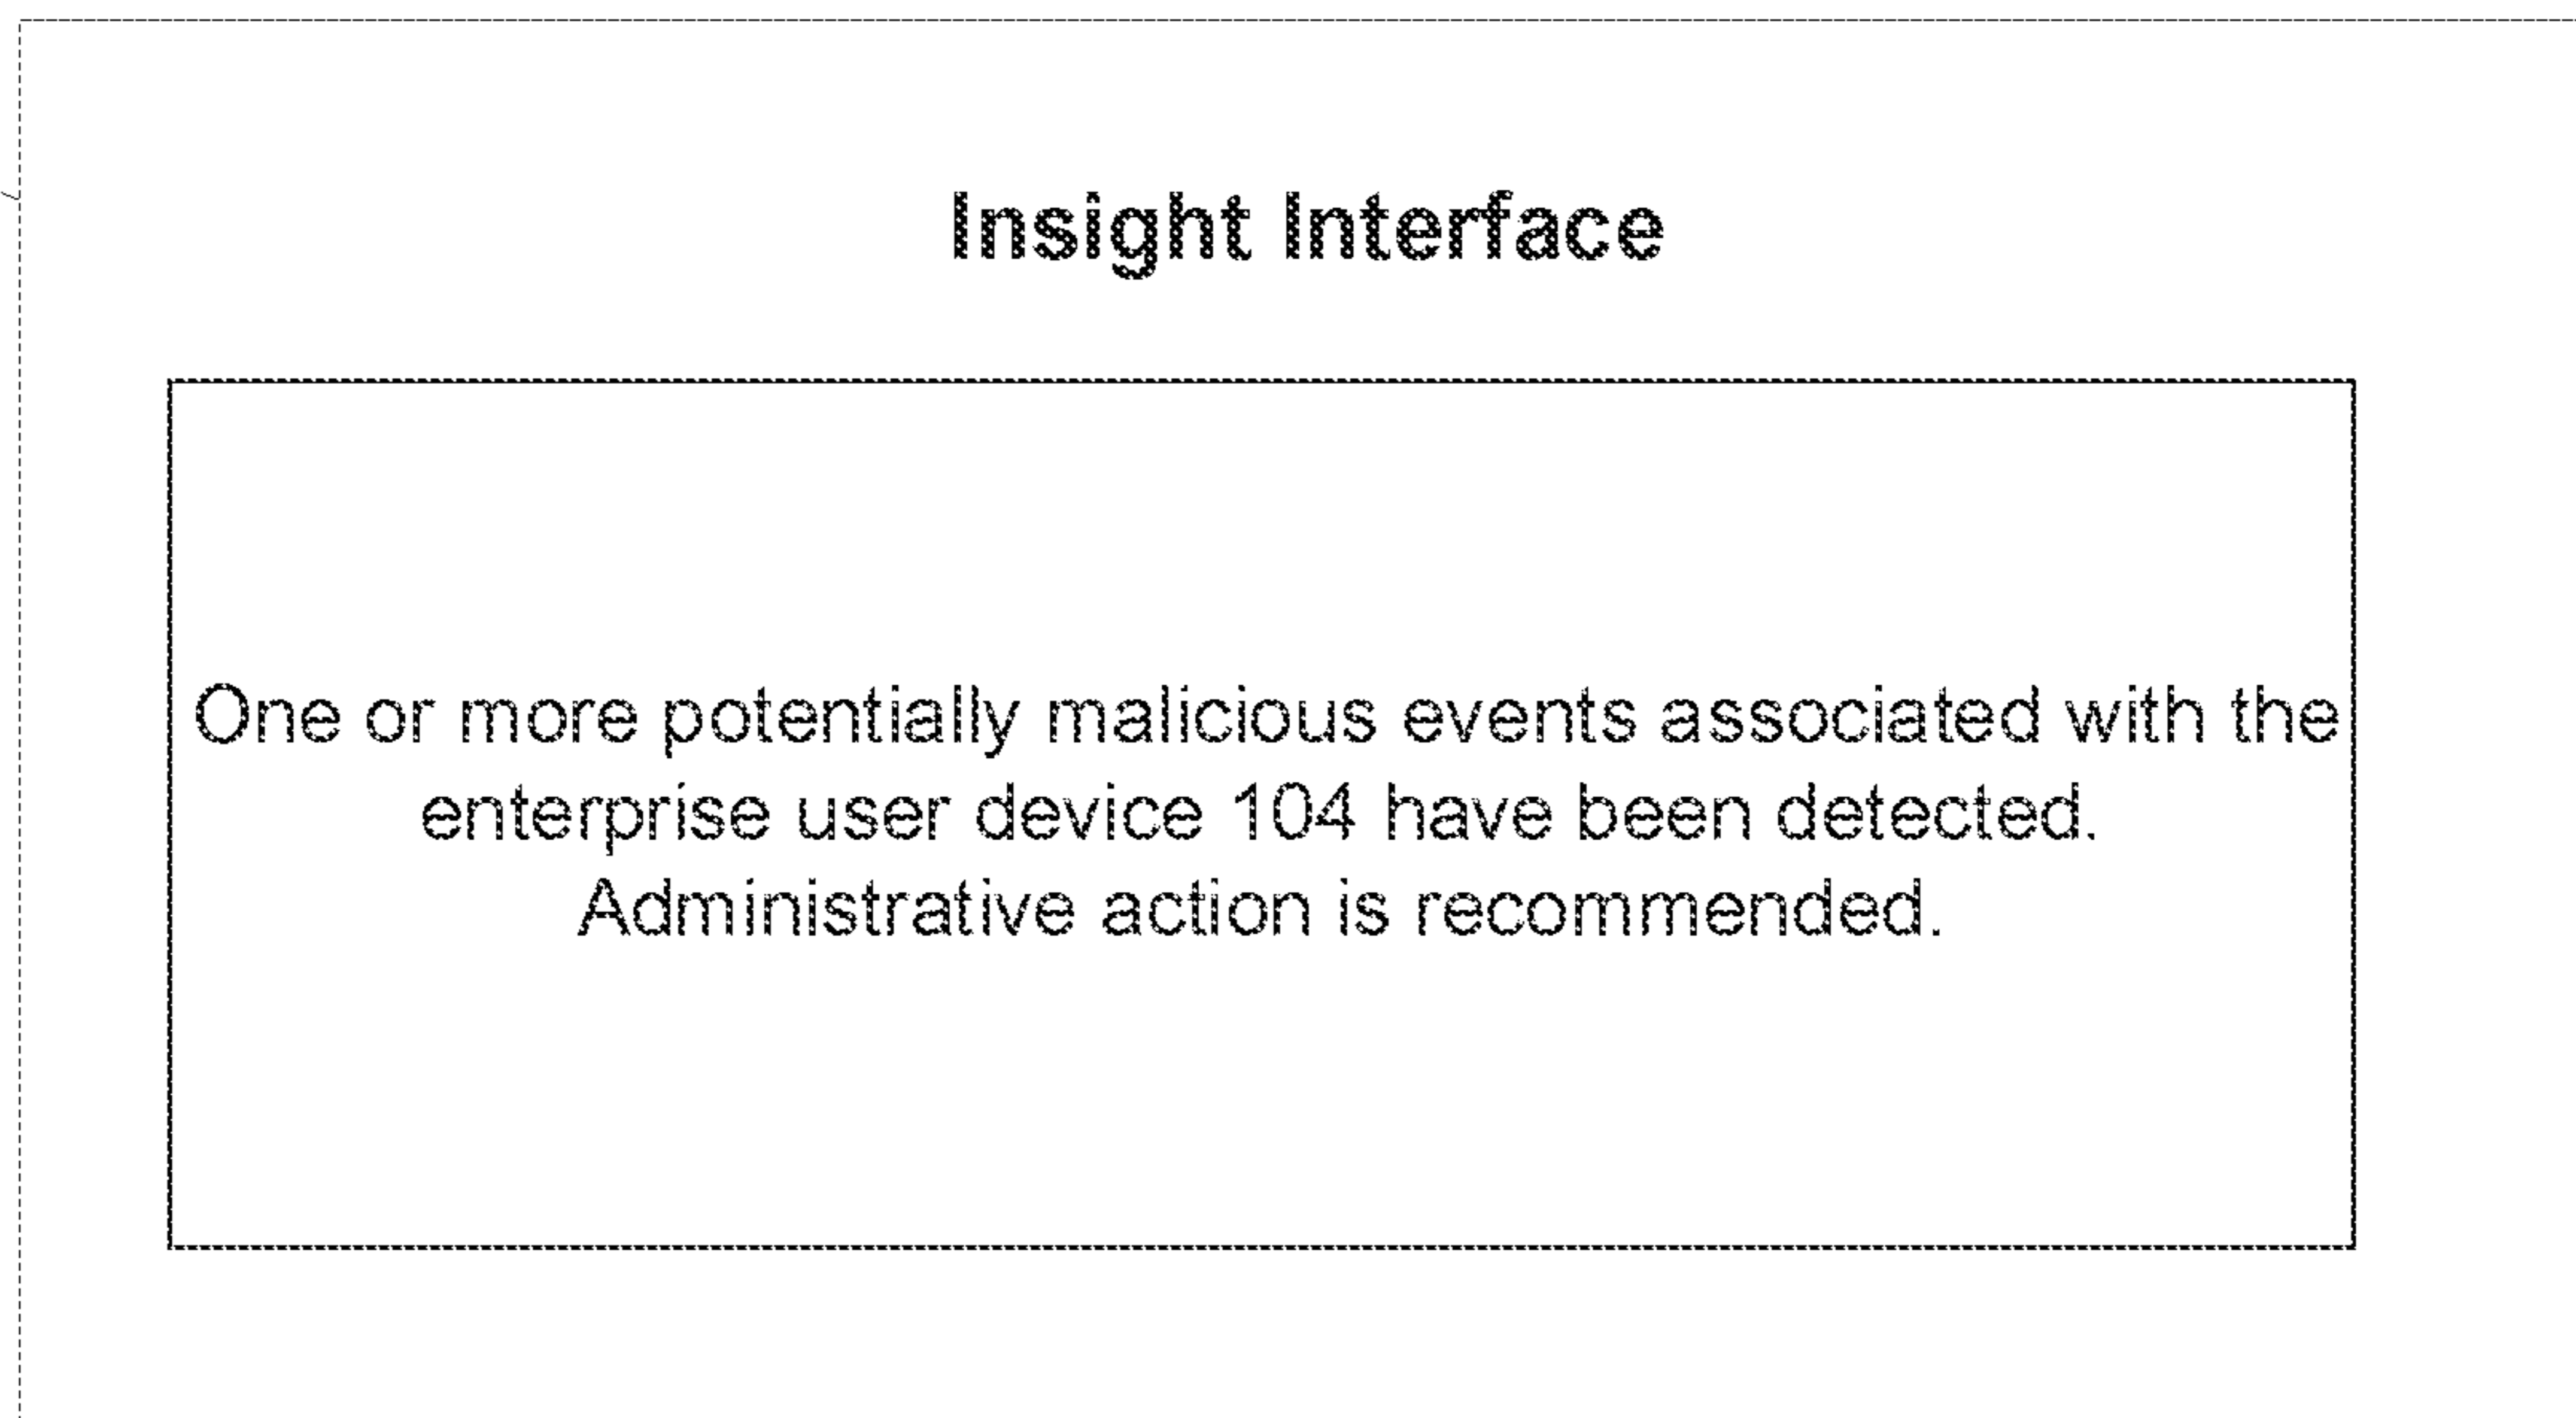 Insight Interface
One or more potentially malicious events associated with the
enterprise user device 104 have been detected.
Administrative action is recommended.